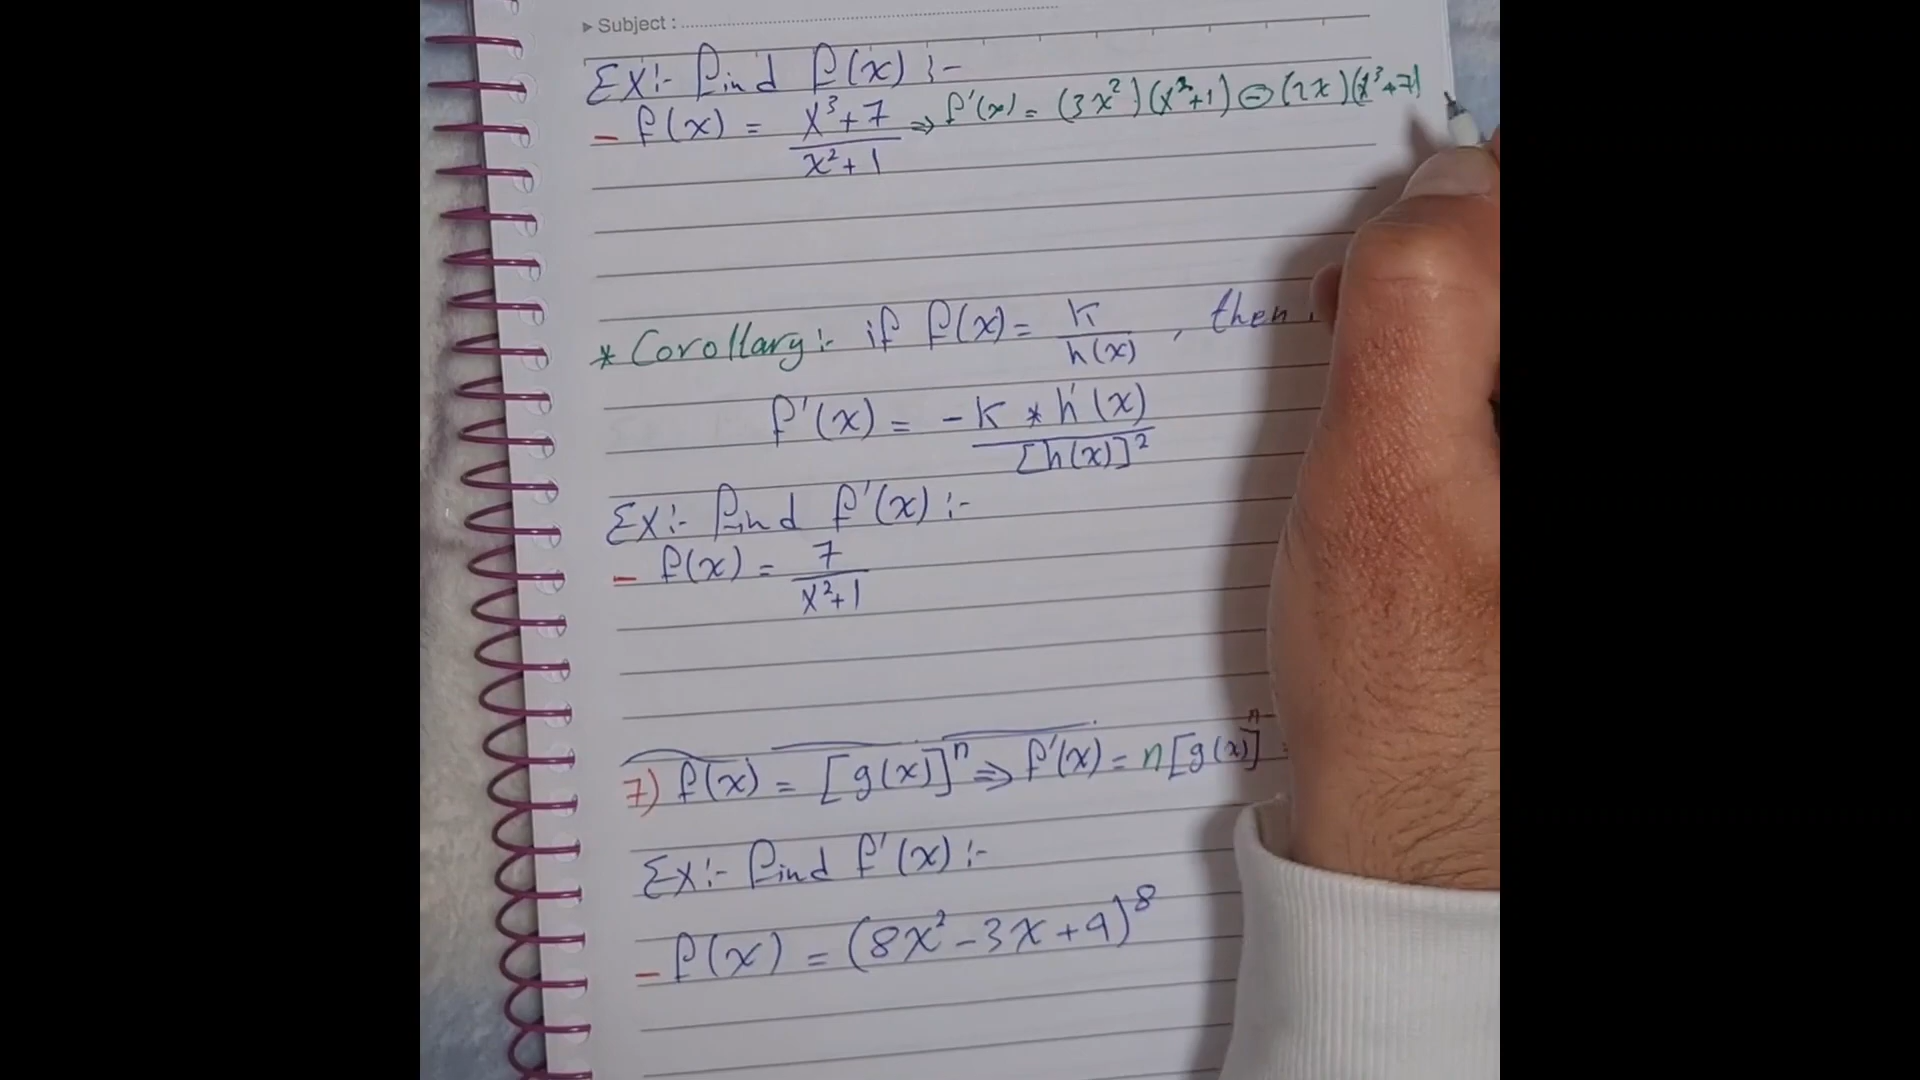 ▸ Subject :
Ex:- find f(x) :-
- f(x) = x³+7 / x²+1 ⇒ f'(x) = (3x²)(x²+1) - (2x)(x³+7)
* Corollary:- if f(x) = k / h(x) , then
f'(x) = -k * h'(x) / [h(x)]²
Ex:- find f'(x) :-
- f(x) = 7 / x²+1
7) f(x) = [g(x)]ⁿ ⇒ f'(x) = n[g(x)]
Ex:- find f'(x) :-
- f(x) = (8x² - 3x + 9)⁸